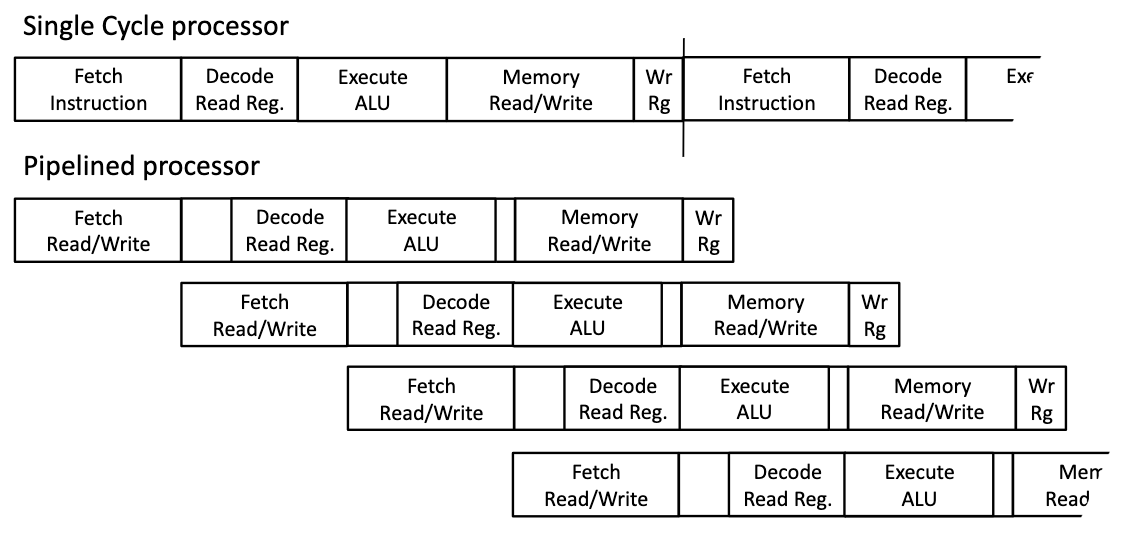 Single Cycle processor
Fetch
Instruction
Decode
Read Reg.
Execute
ALU
Memory
Read/Write
Wr
Rg
Fetch
Instruction
Decode
Read Reg.
Exe
Pipelined processor
Fetch
Read/Write
Decode
Read Reg.
Execute
ALU
Memory
Read/Write
Wr
Rg
Fetch
Read/Write
Decode
Read Reg.
Execute
ALU
Memory
Read/Write
Wr
Rg
Fetch
Read/Write
Decode
Read Reg.
Execute
ALU
Memory
Read/Write
Wr
Rg
Fetch
Read/Write
Decode
Read Reg.
Execute
ALU
Mem
Read